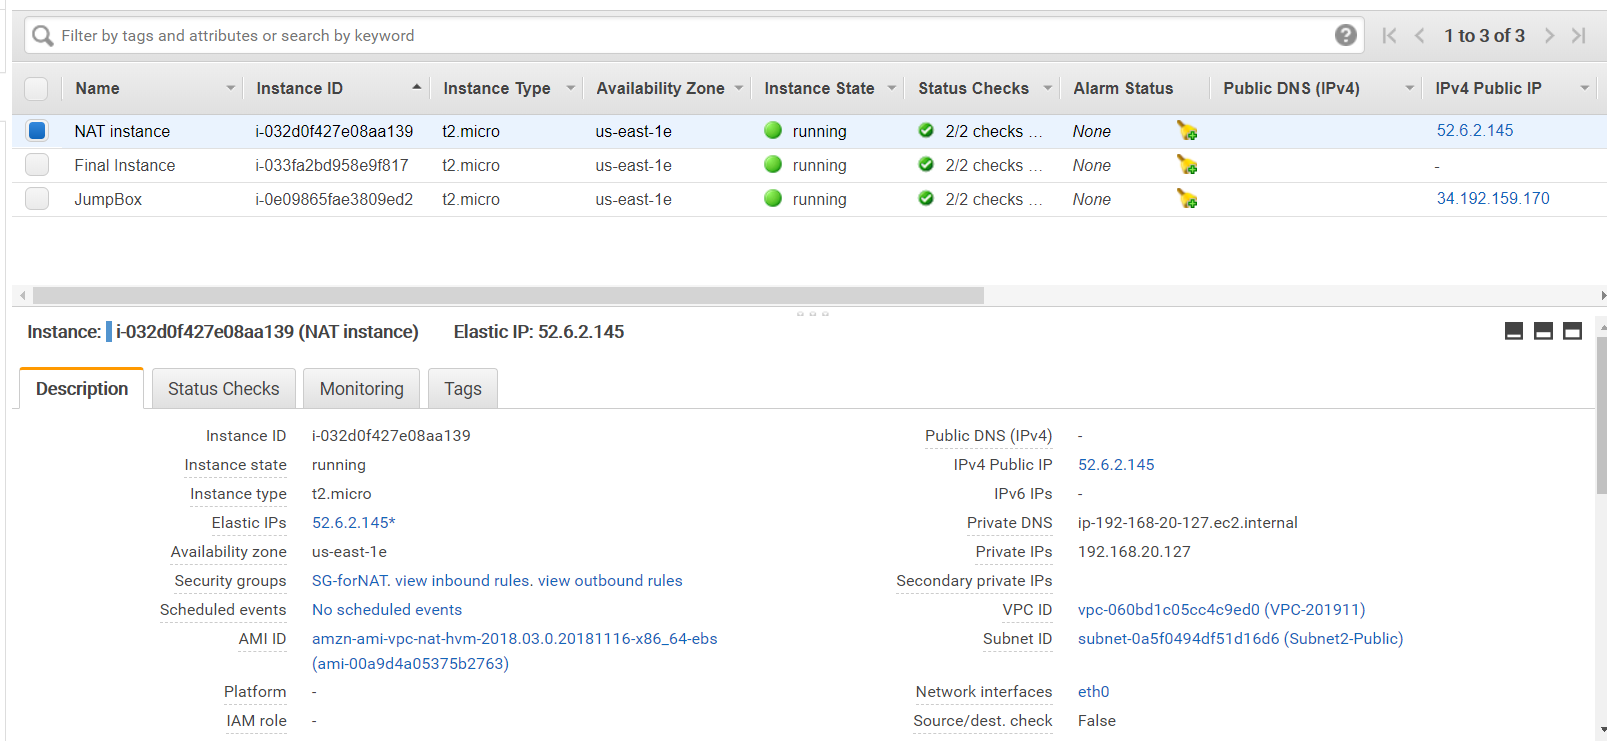 Filter by tags and attributes or search by keyword
1 to 3 of 3
Name Instance ID Instance Type Availability Zone Instance State Status Checks Alarm Status Public DNS (IPv4) IPv4 Public IP
NAT instance i-032d0f427e08aa139 t2.micro us-east-1e running 2/2 checks ... None 52.6.2.145
Final Instance i-033fa2bd958e9f817 t2.micro us-east-1e running 2/2 checks ... None -
JumpBox i-0e09865fae3809ed2 t2.micro us-east-1e running 2/2 checks ... None 34.192.159.170
Instance: i-032d0f427e08aa139 (NAT instance) Elastic IP: 52.6.2.145
Description Status Checks Monitoring Tags
Instance ID i-032d0f427e08aa139 Public DNS (IPv4) -
Instance state running IPv4 Public IP 52.6.2.145
Instance type t2.micro IPv6 IPs -
Elastic IPs 52.6.2.145* Private DNS ip-192-168-20-127.ec2.internal
Availability zone us-east-1e Private IPs 192.168.20.127
Security groups SG-forNAT. view inbound rules. view outbound rules Secondary private IPs
Scheduled events No scheduled events VPC ID vpc-060bd1c05cc4c9ed0 (VPC-201911)
AMI ID amzn-ami-vpc-nat-hvm-2018.03.0.20181116-x86_64-ebs Subnet ID subnet-0a5f0494df51d16d6 (Subnet2-Public)
(ami-00a9d4a05375b2763)
Platform - Network interfaces eth0
IAM role - Source/dest. check False